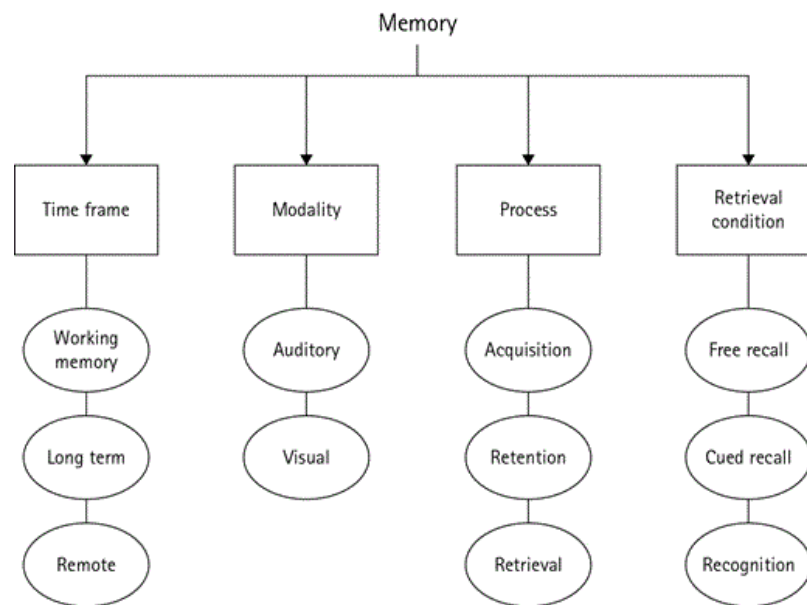 Memory
Time frame
Modality
Process
Retrieval
condition
Working
memory
Auditory
Acquisition
Free recall
Long term
Visual
Retention
Cued recall
Remote
Retrieval
Recognition